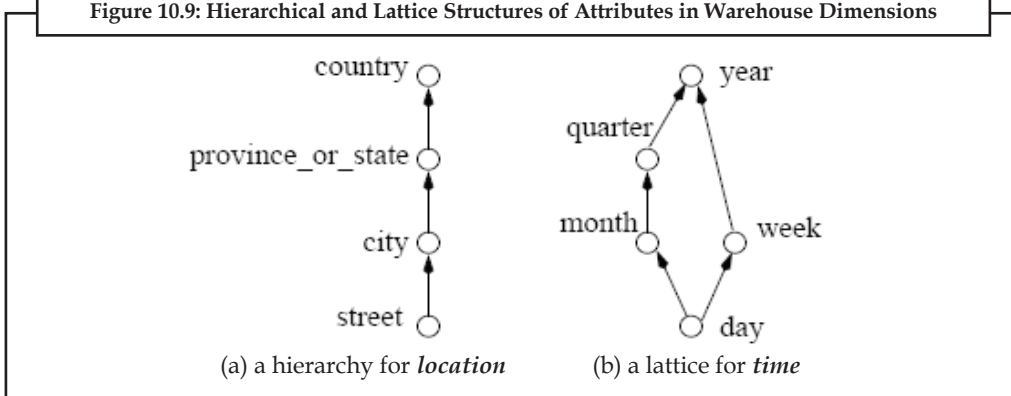 Figure 10.9: Hierarchical and Lattice Structures of Attributes in Warehouse Dimensions
country
year
quarter
province_or_state
month
week
city
street
day
(a) a hierarchy for location
(b) a lattice for time